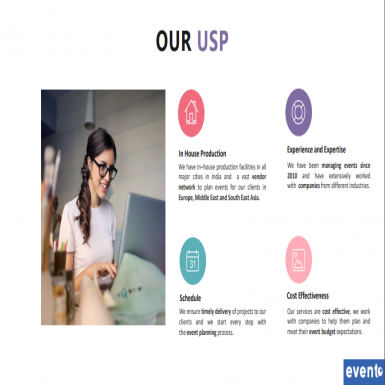 OUR USP
In House Production
We have in-house production facilities in all
major cities in India and a vast vendor
network to plan events for our clients in
Europe, Middle East and South East Asia.
Experience and Expertise
We have been managing events since
2010 and have extensively worked
with companies from different industries.
31
Schedule
We ensure timely delivery of projects to our
clients and we start every step with
the event planning process.
Cost Effectiveness
Our services are cost effective, we work
with companies to help them plan and
meet their event budget expectations.
evento